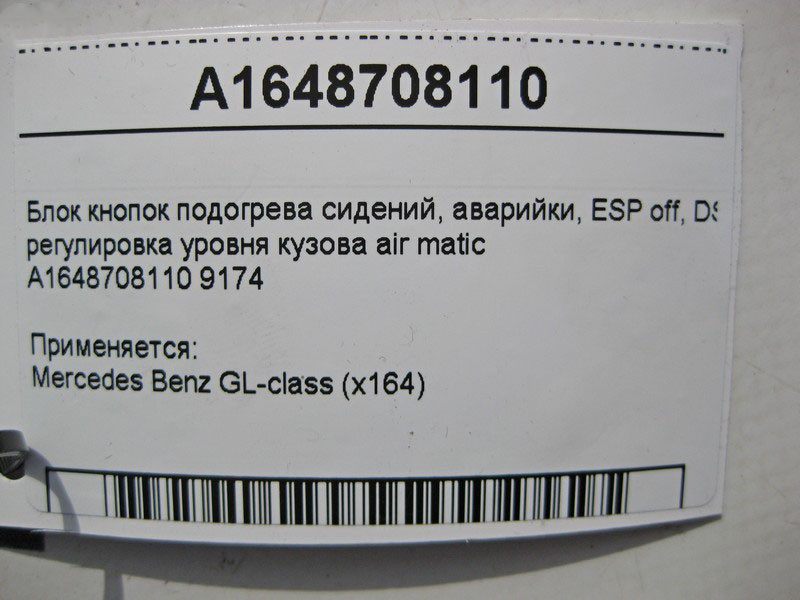 A1648708110
Блок кнопок подогрева сидений, аварийки, ESP off,
регулировка уровня кузова air matic
A1648708110 9174
Применяется:
Mercedes Benz GL-class (x164)